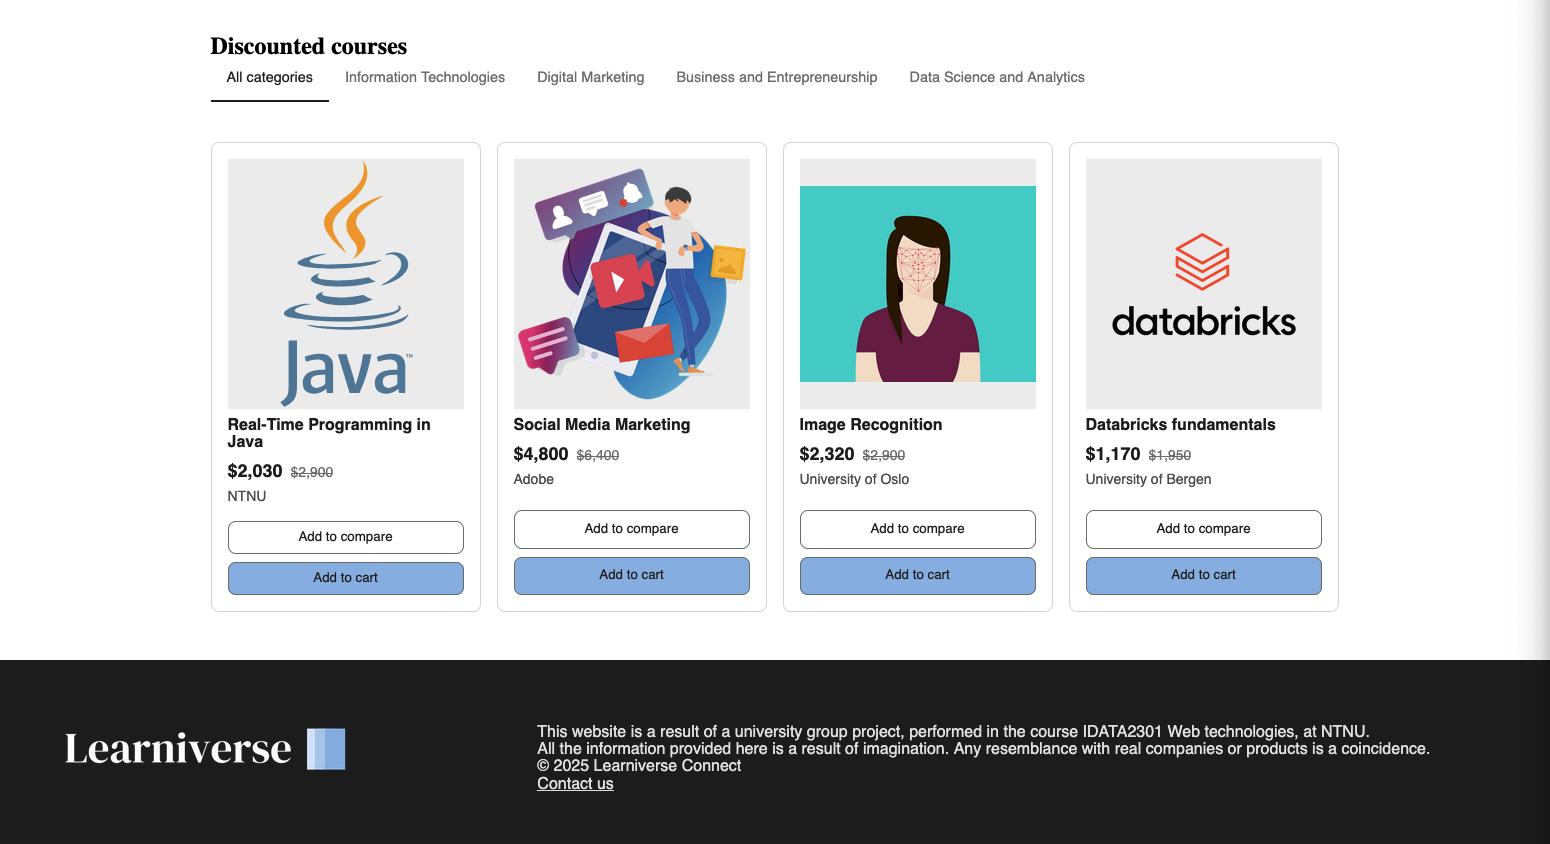 Discounted courses
All categories Information Technologies Digital Marketing Business and Entrepreneurship Data Science and Analytics
Java™
Real-Time Programming in
Java
$2,030 $2,900
NTNU
Add to compare
Add to cart
Social Media Marketing
$4,800 $6,400
Adobe
Add to compare
Add to cart
Image Recognition
$2,320 $2,900
University of Oslo
Add to compare
Add to cart
databricks
Databricks fundamentals
$1,170 $1,950
University of Bergen
Add to compare
Add to cart
Learniverse
This website is a result of a university group project, performed in the course IDATA2301 Web technologies, at NTNU.
All the information provided here is a result of imagination. Any resemblance with real companies or products is a coincidence.
© 2025 Learniverse Connect
Contact us